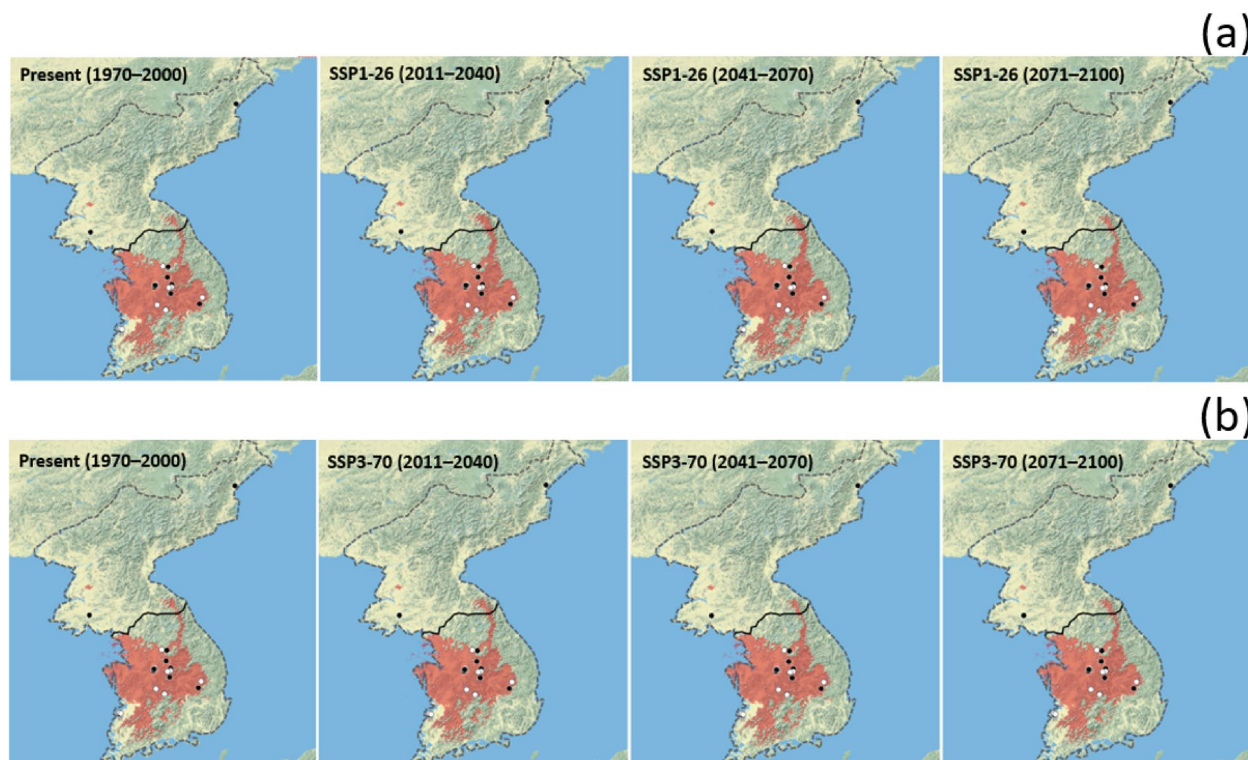 (a)
Present (1970–2000)
SSP1-26 (2011–2040)
SSP1-26 (2041–2070)
SSP1-26 (2071–2100)
(b)
Present (1970–2000)
SSP3-70 (2011–2040)
SSP3-70 (2041–2070)
SSP3-70 (2071–2100)